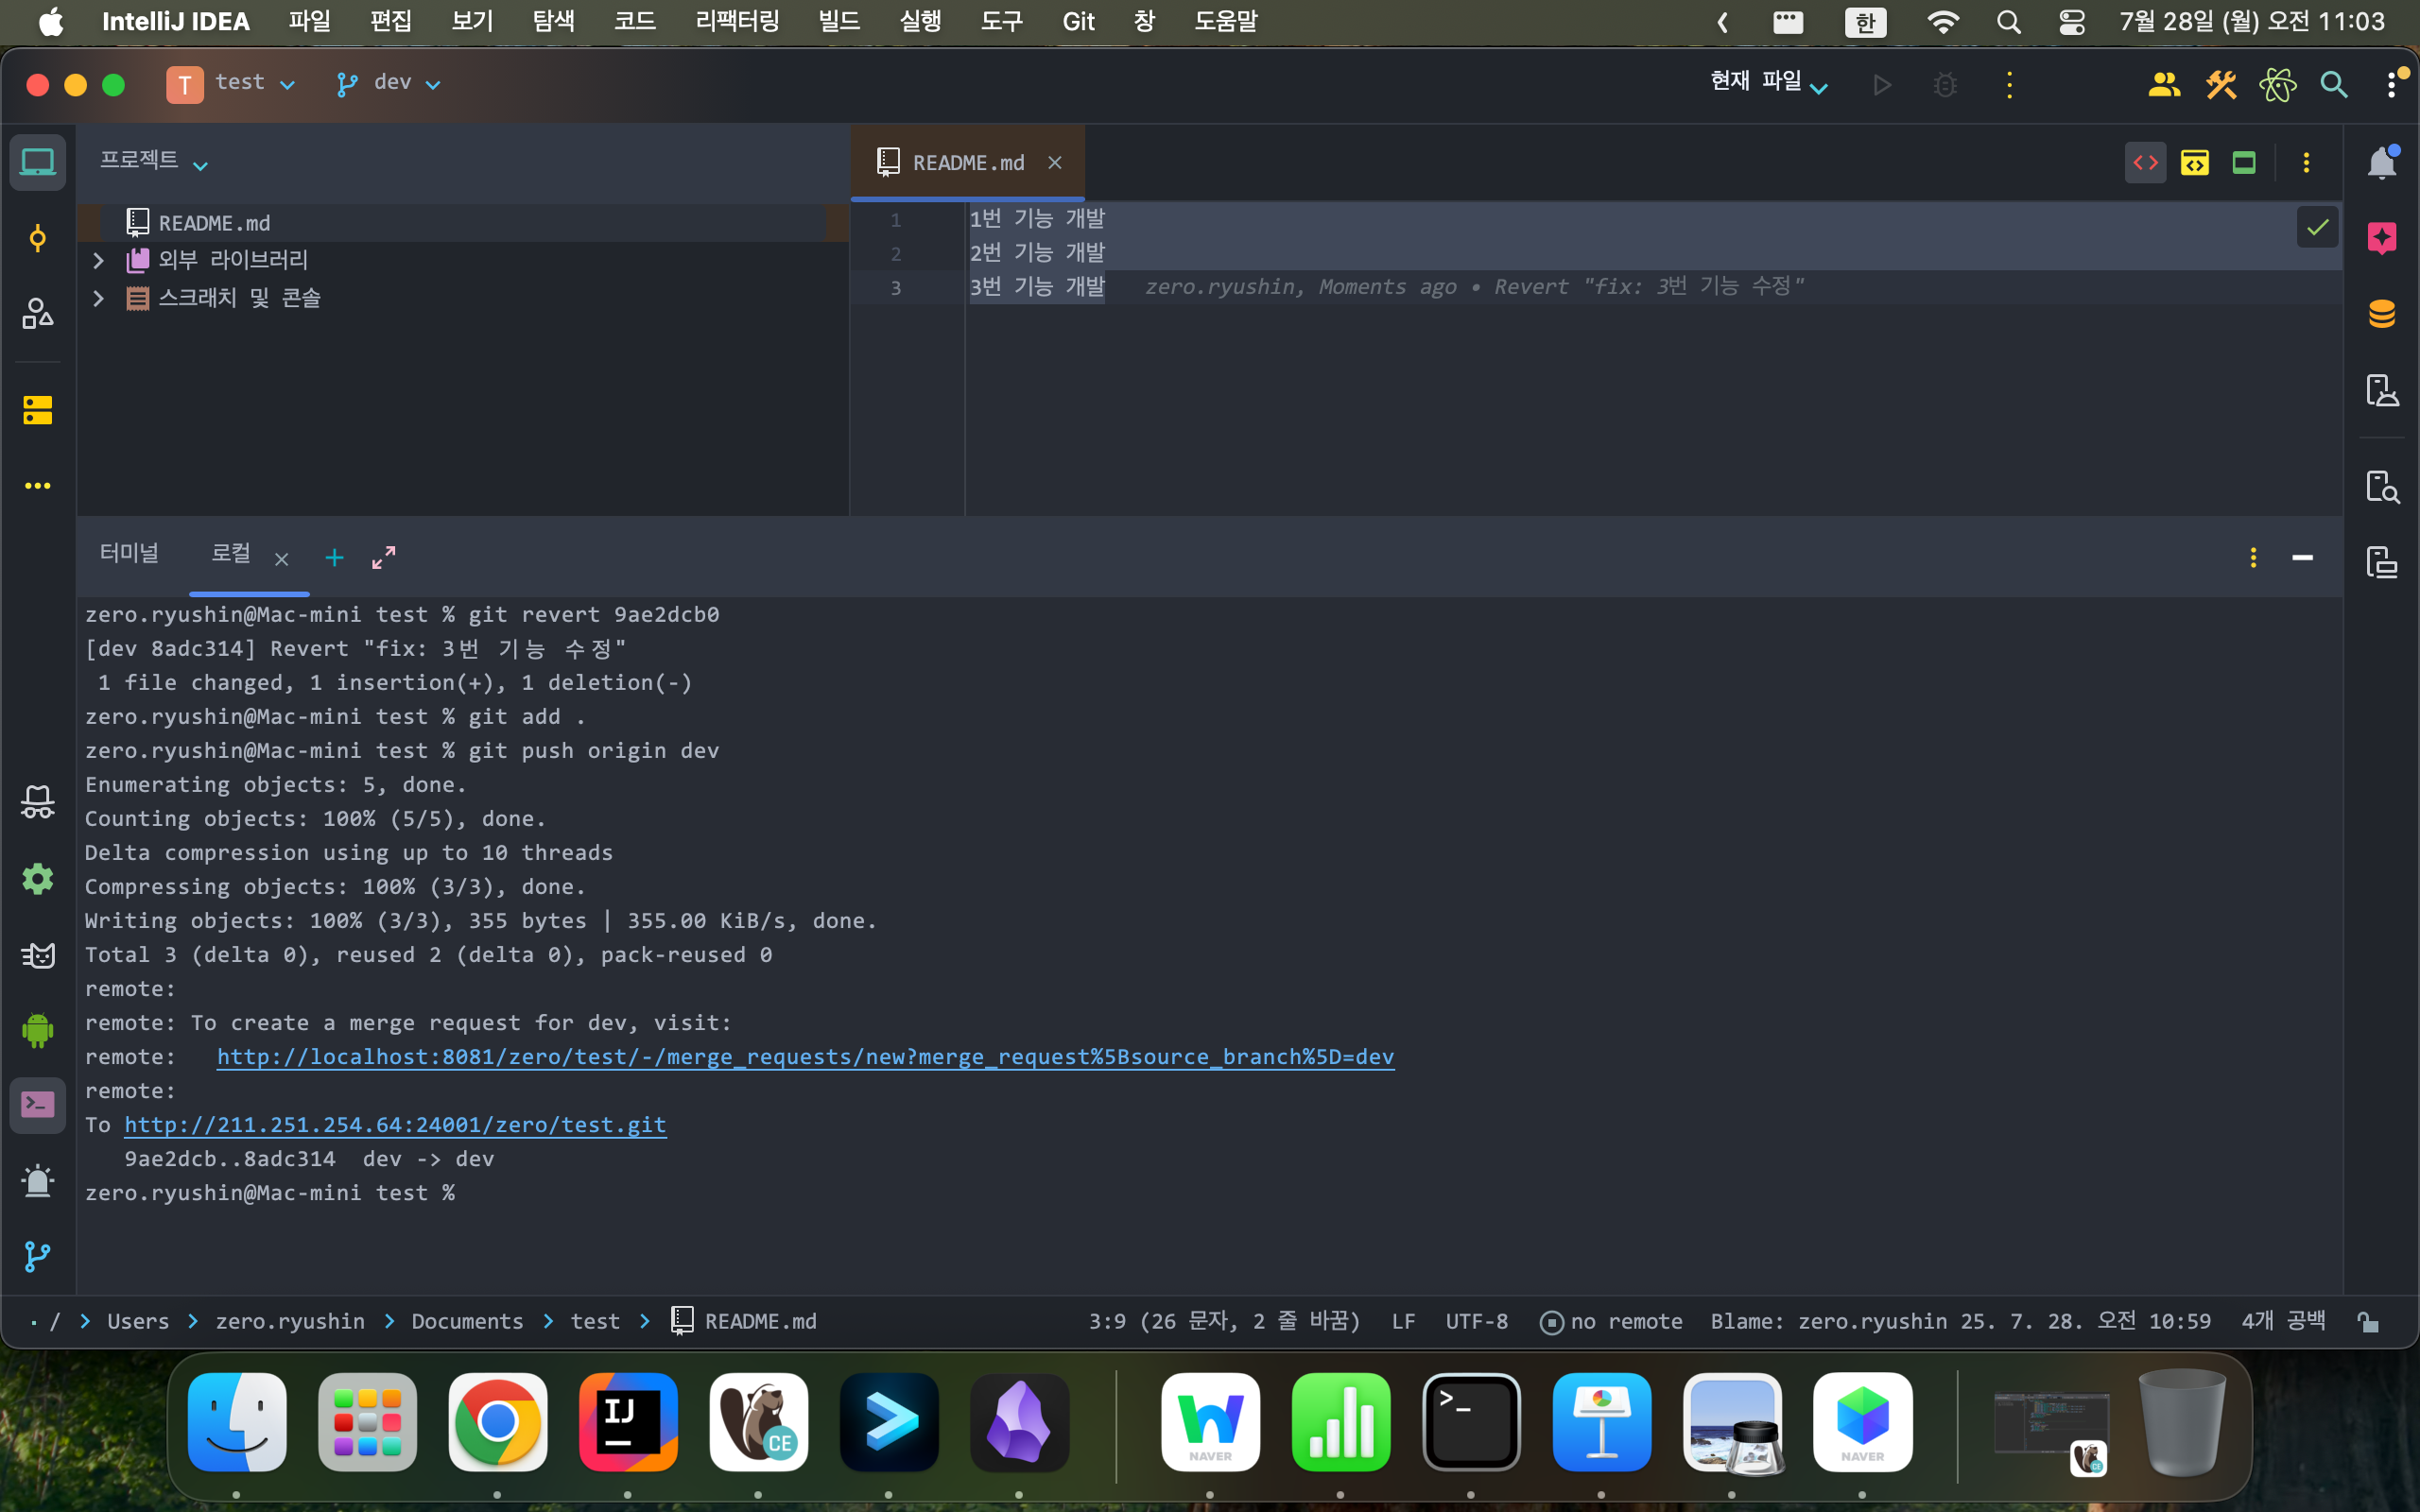 IntelliJ IDEA 파일 편집 보기 탐색 코드 리팩터링 빌드 실행 도구 Git 창 도움말 한 7월 28일 (월) 오전 11:03
T test dev 현재 파일
프로젝트 README.md
README.md
외부 라이브러리
스크래치 및 콘솔
1 1번 기능 개발
2 2번 기능 개발
3 3번 기능 개발 zero.ryushin, Moments ago • Revert "fix: 3번 기능 수정"
터미널 로컬
zero.ryushin@Mac-mini test % git revert 9ae2dcb0
[dev 8adc314] Revert "fix: 3번 기능 수정"
1 file changed, 1 insertion(+), 1 deletion(-)
zero.ryushin@Mac-mini test % git add .
zero.ryushin@Mac-mini test % git push origin dev
Enumerating objects: 5, done.
Counting objects: 100% (5/5), done.
Delta compression using up to 10 threads
Compressing objects: 100% (3/3), done.
Writing objects: 100% (3/3), 355 bytes | 355.00 KiB/s, done.
Total 3 (delta 0), reused 2 (delta 0), pack-reused 0
remote:
remote: To create a merge request for dev, visit:
remote:   http://localhost:8081/zero/test/-/merge_requests/new?merge_request%5Bsource_branch%5D=dev
remote:
To http://211.251.254.64:24001/zero/test.git
9ae2dcb..8adc314  dev -> dev
zero.ryushin@Mac-mini test %
/ > Users > zero.ryushin > Documents > test > README.md 3:9 (26 문자, 2 줄 바꿈) LF UTF-8 no remote Blame: zero.ryushin 25. 7. 28. 오전 10:59 4개 공백
IJ CE NAVER NAVER CE